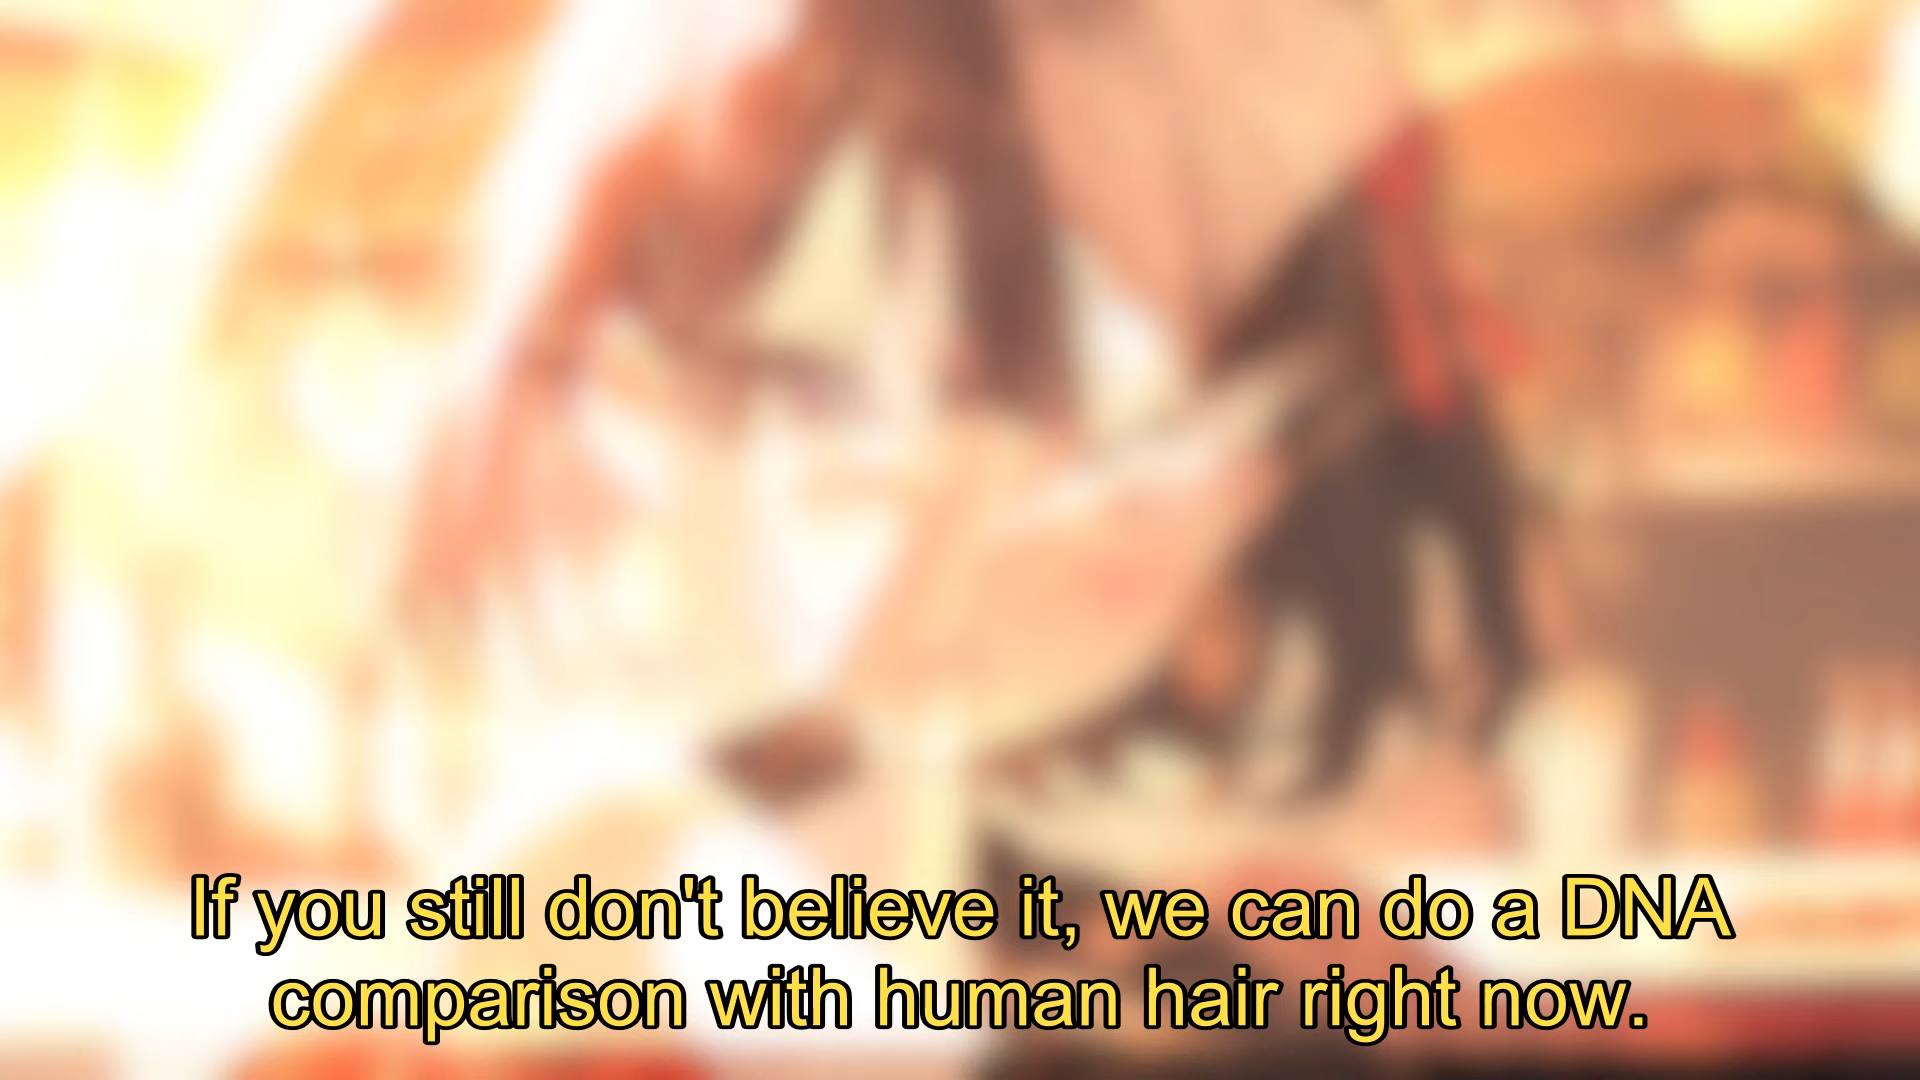 If you still don't believe it, we can do a DNA
comparison with human hair right now.